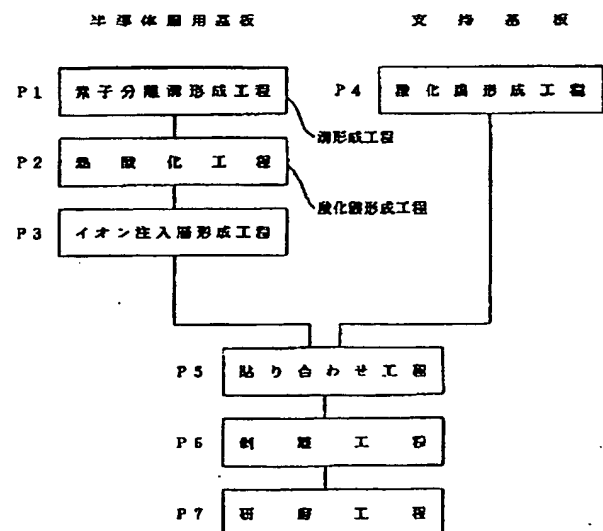 半導体層用基板
支持基板
P1 素子分離溝形成工程
P4 酸化膜形成工程
溝形成工程
P2 熱酸化工程
酸化膜形成工程
P3 イオン注入層形成工程
P5 貼り合わせ工程
P6 剥離工程
P7 研磨工程